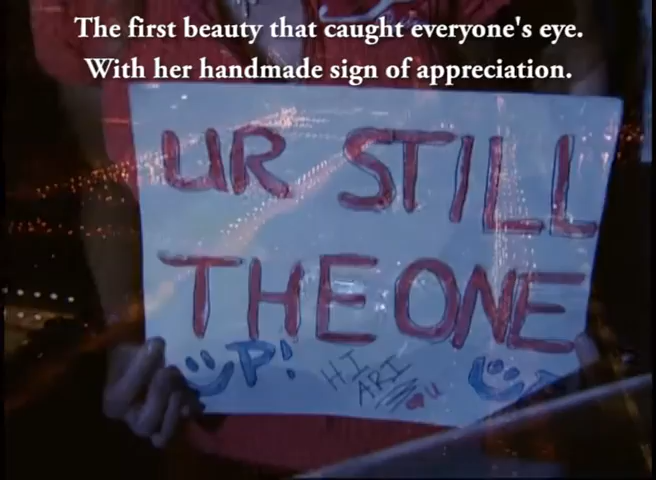 The first beauty that caught everyone's eye.
With her handmade sign of appreciation.
UR STILL
THE ONE
UP!
HI
ARI
U